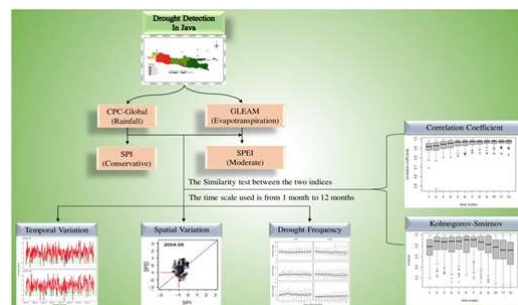 Drought Detection
In Java
CPC-Global
(Rainfall)
GLEAM
(Evapotranspiration)
SPI
(Conservative)
SPEI
(Moderate)
The Similarity test between the two indices
The time scale used is from 1 month to 12 months
Correlation Coefficient
Kolmogorov-Smirnov
Temporal Variation
Spatial Variation
Drought Frequency
SPEI
SPI